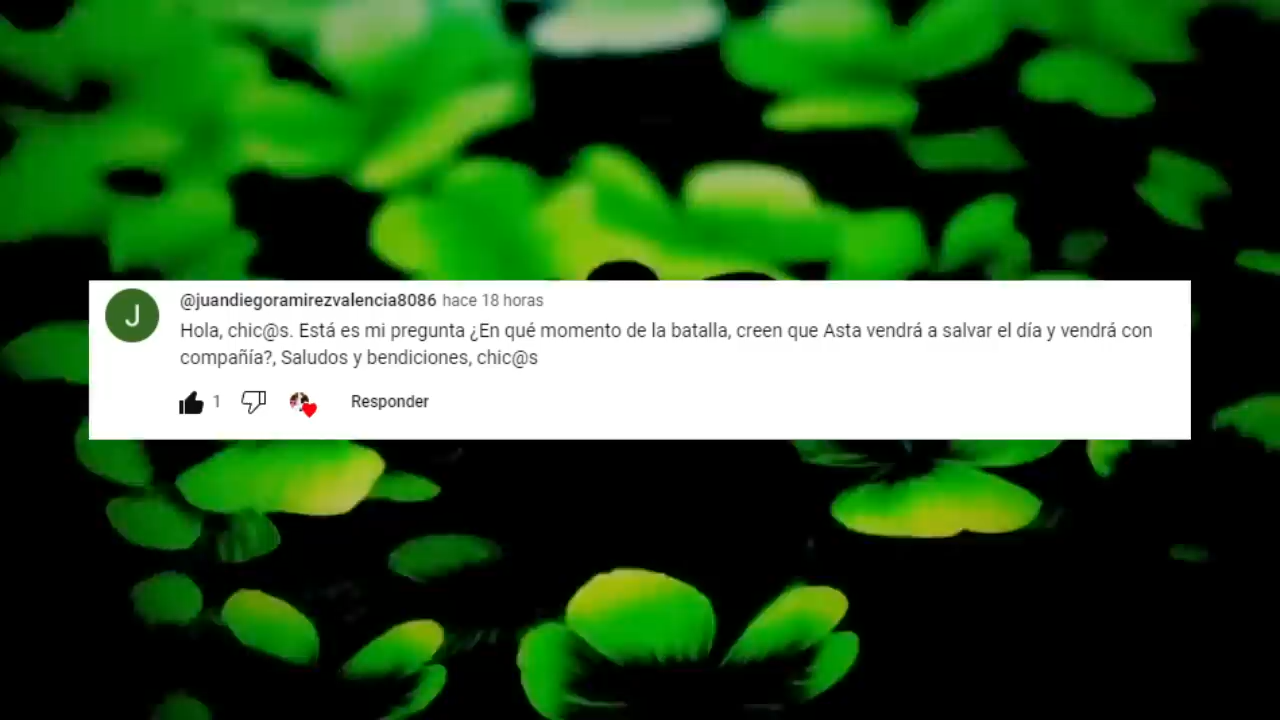 J
@juandiegoramirezvalencia8086 hace 18 horas
Hola, chic@s. Está es mi pregunta ¿En qué momento de la batalla, creen que Asta vendrá a salvar el día y vendrá con
compañía?, Saludos y bendiciones, chic@s
1 Responder